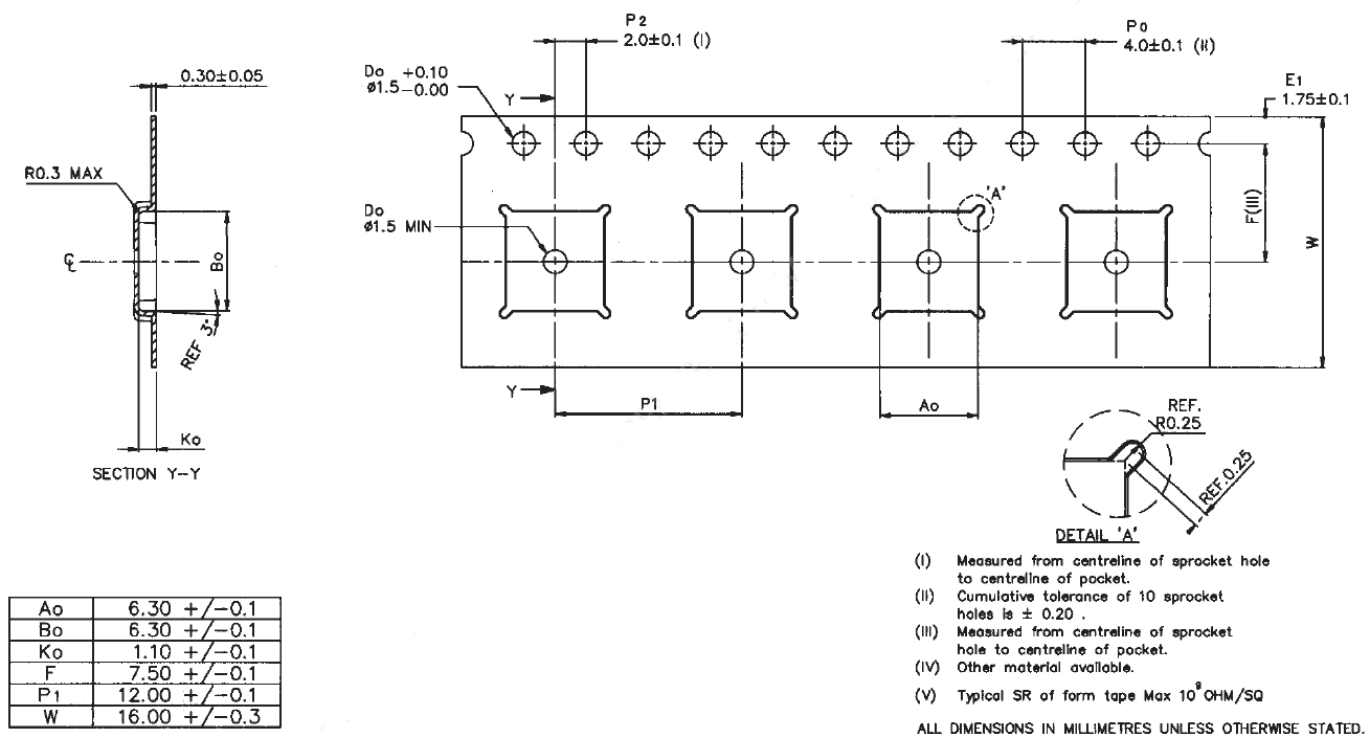 P2
2.0±0.1 (I)
Po
4.0±0.1 (II)
0.30±0.05
Do +0.10
ø1.5-0.00
Y
E1
1.75±0.1
R0.3 MAX
'A'
Do
ø1.5 MIN
F(III)
W
℄
Bo
REF 3°
Y
P1
Ao
Ko
SECTION Y--Y
REF.
R0.25
REF.0.25
DETAIL 'A'
(I) Measured from centreline of sprocket hole
to centreline of pocket.
(II) Cumulative tolerance of 10 sprocket
holes is ± 0.20 .
(III) Measured from centreline of sprocket
hole to centreline of pocket.
(IV) Other material available.
(V) Typical SR of form tape Max 10⁹ OHM/SQ
ALL DIMENSIONS IN MILLIMETRES UNLESS OTHERWISE STATED.
Ao 6.30 +/-0.1
Bo 6.30 +/-0.1
Ko 1.10 +/-0.1
F 7.50 +/-0.1
P1 12.00 +/-0.1
W 16.00 +/-0.3